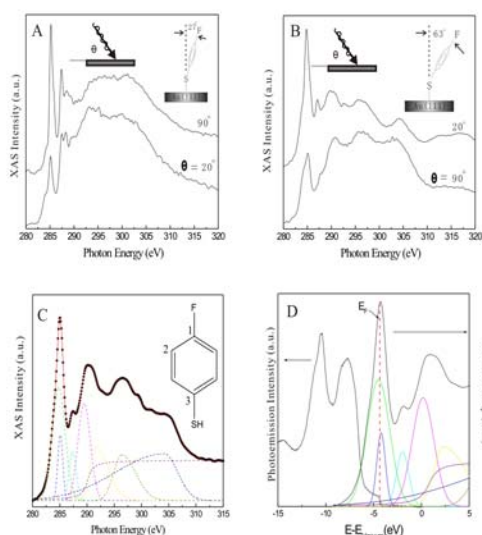 A
27°
F
θ
S
90°
θ = 20°
XAS Intensity (a.u.)
280 285 290 295 300 305 310 315 320
Photon Energy (eV)
B
63°
F
θ
S
20°
θ = 90°
XAS Intensity (a.u.)
280 285 290 295 300 305 310 315 320
Photon Energy (eV)
C
F
1
2
3
SH
XAS Intensity (a.u.)
280 285 290 295 300 305 310 315
Photon Energy (eV)
D
Photoemission Intensity (a.u.)
-15 -10 -5 0 5
(eV)